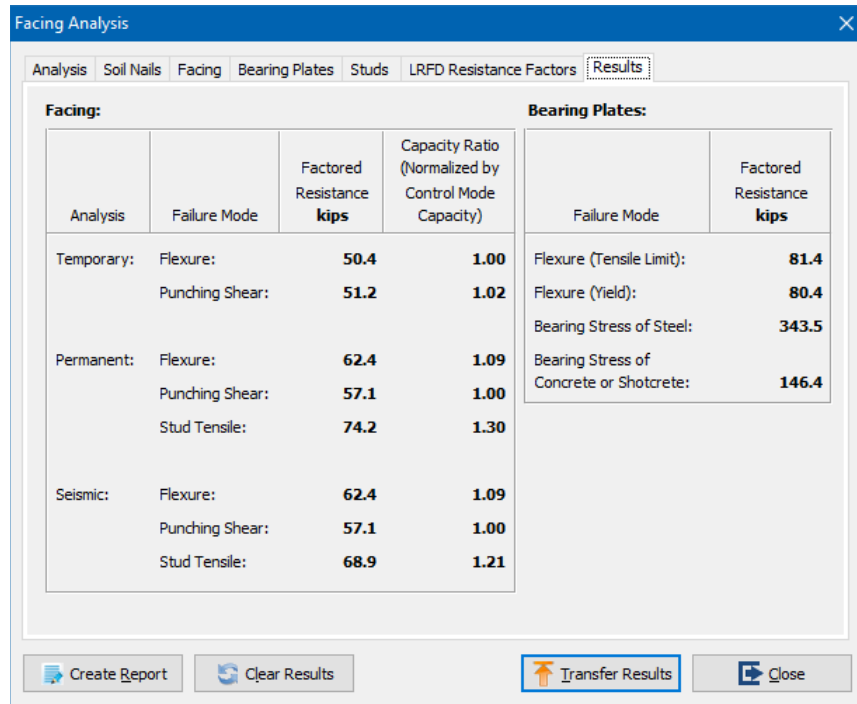 Facing Analysis
Analysis Soil Nails Facing Bearing Plates Studs LRFD Resistance Factors Results
Facing:
Analysis
Failure Mode
Factored
Resistance
kips
Capacity Ratio
(Normalized by
Control Mode
Capacity)
Temporary: Flexure: 50.4 1.00
Punching Shear: 51.2 1.02
Permanent: Flexure: 62.4 1.09
Punching Shear: 57.1 1.00
Stud Tensile: 74.2 1.30
Seismic: Flexure: 62.4 1.09
Punching Shear: 57.1 1.00
Stud Tensile: 68.9 1.21
Bearing Plates:
Failure Mode
Factored
Resistance
kips
Flexure (Tensile Limit): 81.4
Flexure (Yield): 80.4
Bearing Stress of Steel: 343.5
Bearing Stress of
Concrete or Shotcrete: 146.4
Create Report Clear Results Transfer Results Close